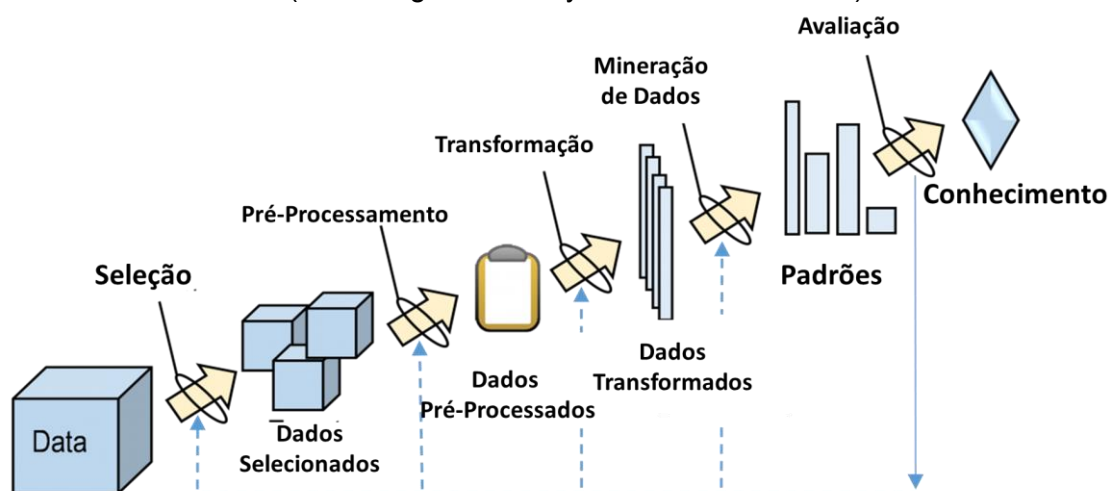 Avaliação
Mineração
de Dados
Transformação
Pré-Processamento
Conhecimento
Seleção
Padrões
Dados
Transformados
Dados
Pré-Processados
Data
Dados
Selecionados